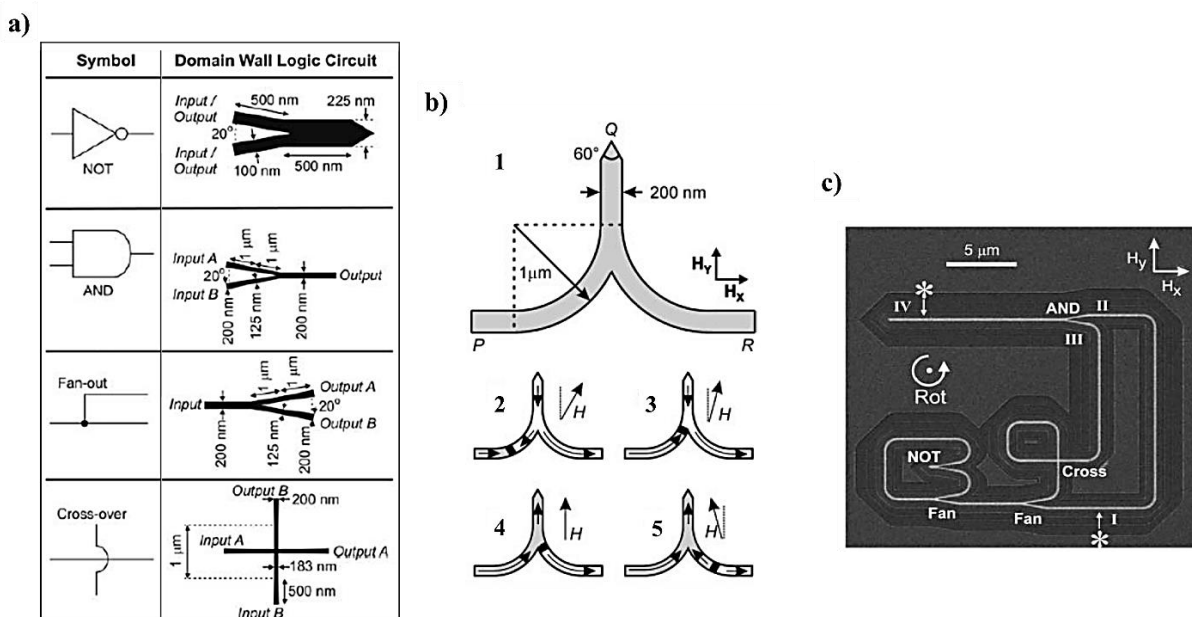 a)
Symbol Domain Wall Logic Circuit
NOT
Input / Output
500 nm
225 nm
20°
Input / Output
100 nm
500 nm
AND
Input A
1 μm
1 μm
20°
Output
Input B
200 nm
125 nm
200 nm
Fan-out
Input
1 μm
1 μm
Output A
20°
Output B
200 nm
125 nm
200 nm
Cross-over
Output B
200 nm
Input A
Output A
1 μm
183 nm
500 nm
Input B
b)
1
Q
60°
200 nm
1μm
HY
HX
P
R
2
H
3
H
4
H
5
H
c)
5 μm
Hy
Hx
*
IV
AND
II
III
Rot
NOT
Cross
Fan
Fan
I
*